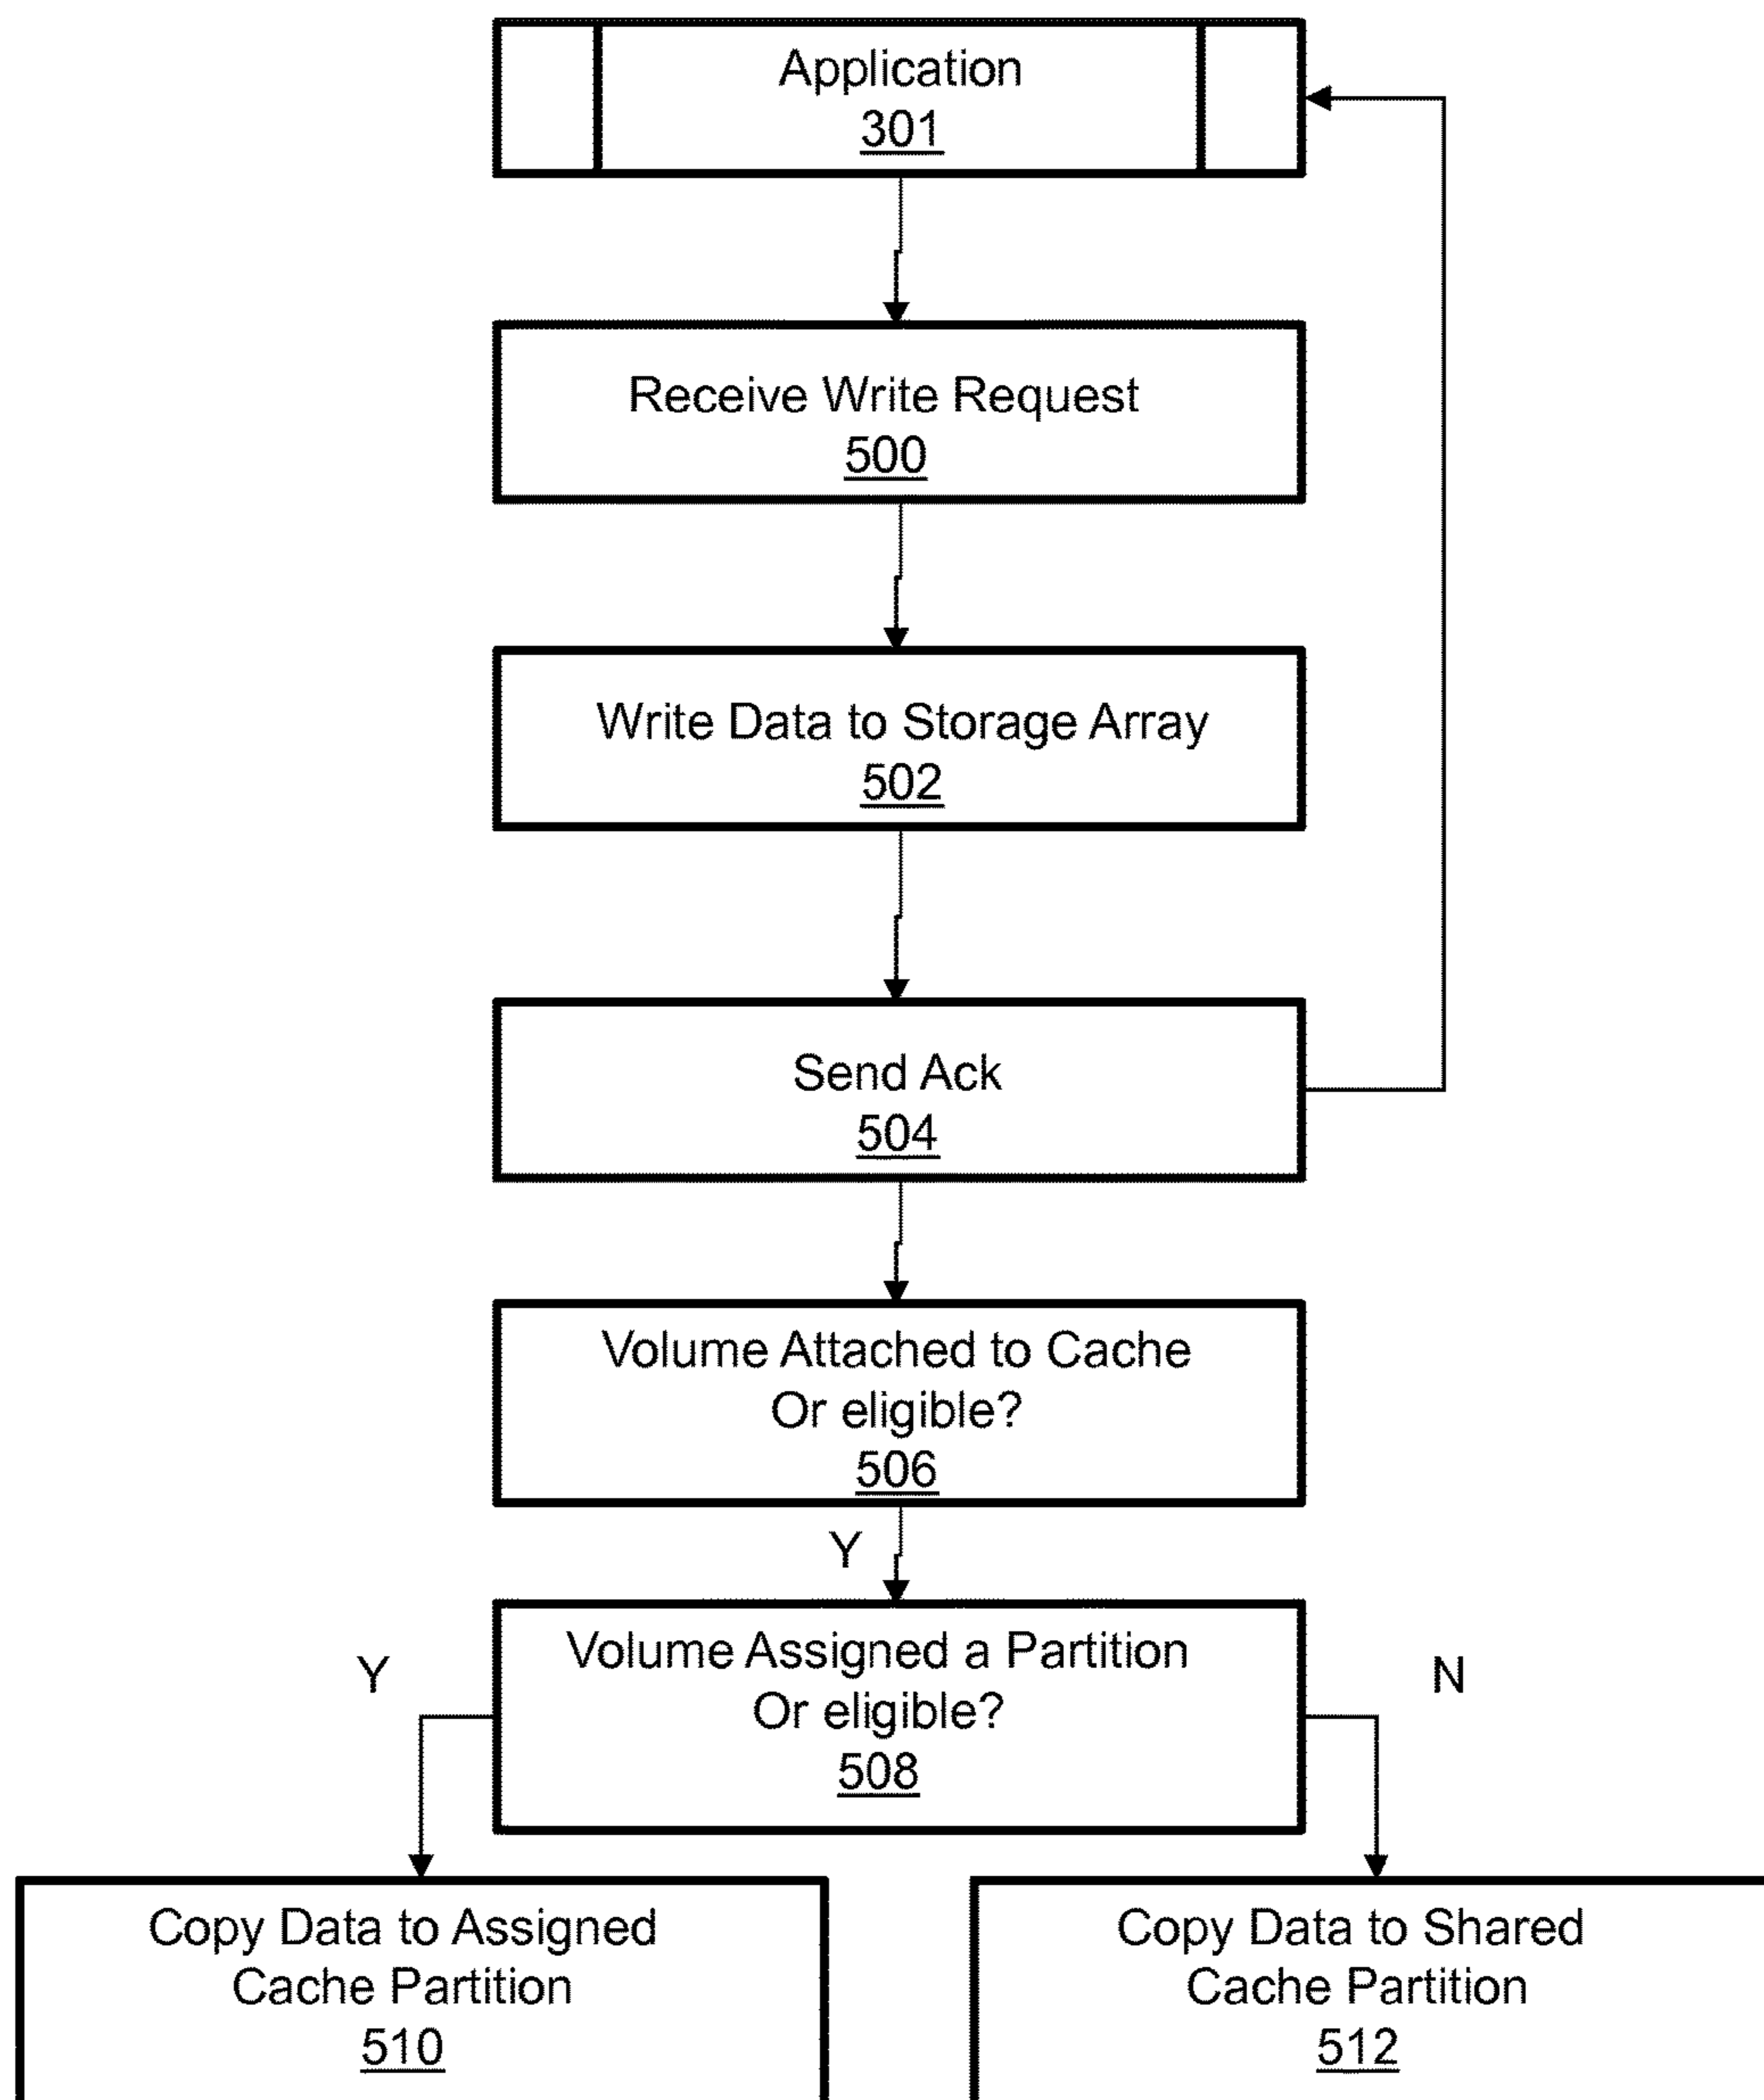 Application
301
Receive Write Request
500
Write Data to Storage Array
502
Send Ack
504
Volume Attached to Cache
Or eligible?
506
Y
Volume Assigned a Partition
Or eligible?
508
Y
N
Copy Data to Assigned
Cache Partition
510
Copy Data to Shared
Cache Partition
512